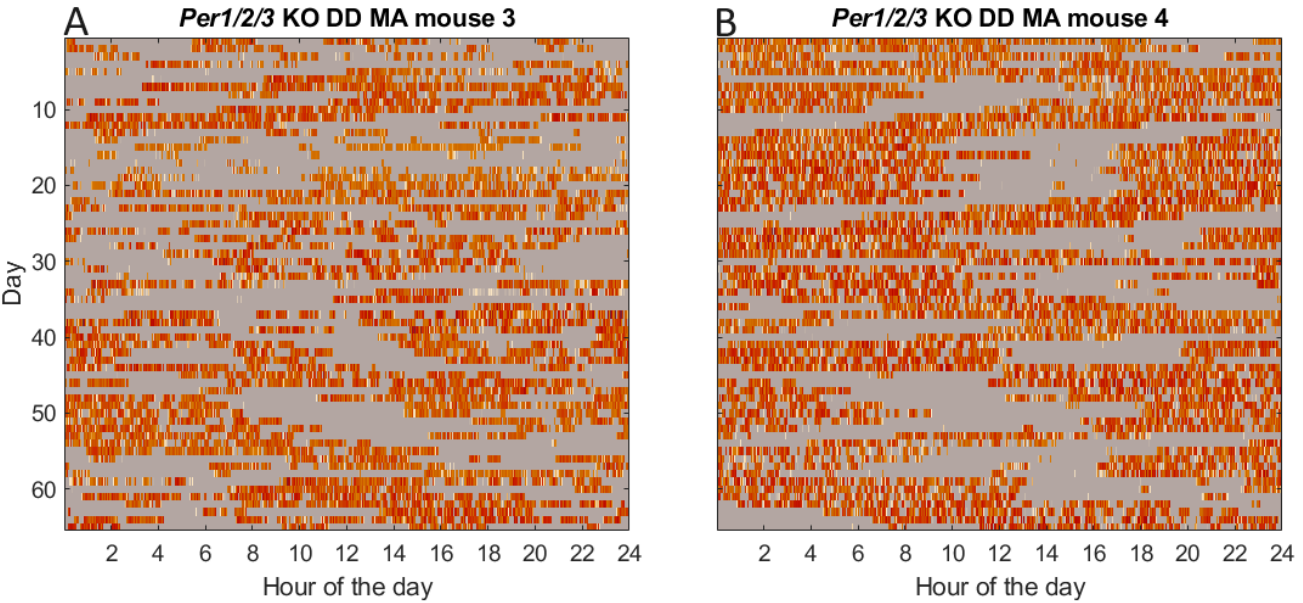 A
Per1/2/3 KO DD MA mouse 3
Day
10
20
30
40
50
60
2 4 6 8 10 12 14 16 18 20 22 24
Hour of the day
B
Per1/2/3 KO DD MA mouse 4
2 4 6 8 10 12 14 16 18 20 22 24
Hour of the day